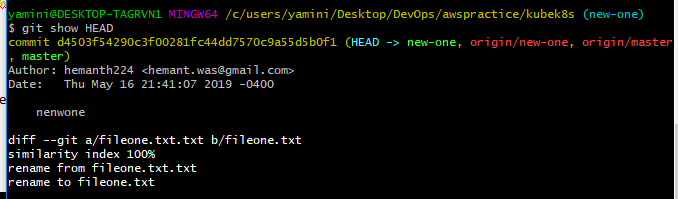 yamini@DESKTOP-TAGRVN1 MINGW64 /c/users/yamini/Desktop/DevOps/awspractice/kubek8s (new-one)
$ git show HEAD
commit d4503f54290c3f00281fc44dd7570c9a55d5b0f1 (HEAD -> new-one, origin/new-one, origin/master
, master)
Author: hemanth224 <hemant.was@gmail.com>
Date:   Thu May 16 21:41:07 2019 -0400
    nenwone
diff --git a/fileone.txt.txt b/fileone.txt
similarity index 100%
rename from fileone.txt.txt
rename to fileone.txt